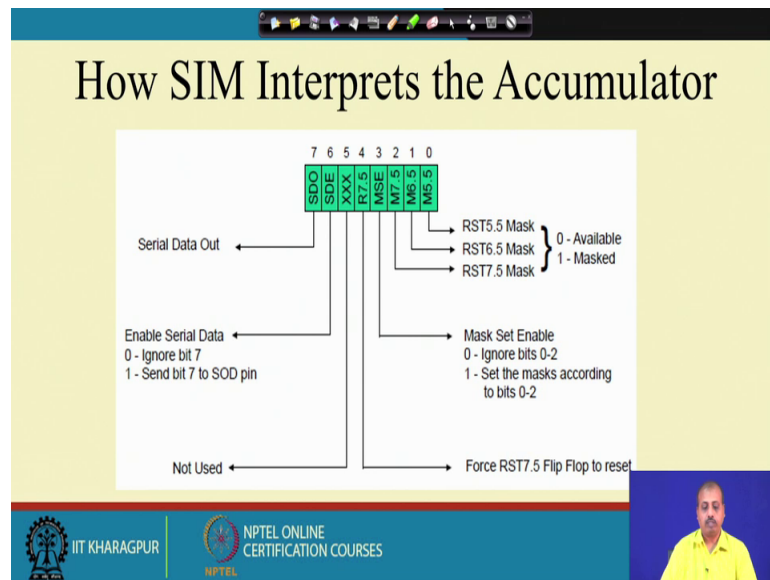 How SIM Interprets the Accumulator
7 6 5 4 3 2 1 0
SDO SDE XXX R7.5 MSE M7.5 M6.5 M5.5
Serial Data Out
RST5.5 Mask
RST6.5 Mask
RST7.5 Mask
0 - Available
1 - Masked
Enable Serial Data
0 - Ignore bit 7
1 - Send bit 7 to SOD pin
Mask Set Enable
0 - Ignore bits 0-2
1 - Set the masks according
to bits 0-2
Not Used
Force RST7.5 Flip Flop to reset
IIT KHARAGPUR
NPTEL
NPTEL ONLINE
CERTIFICATION COURSES